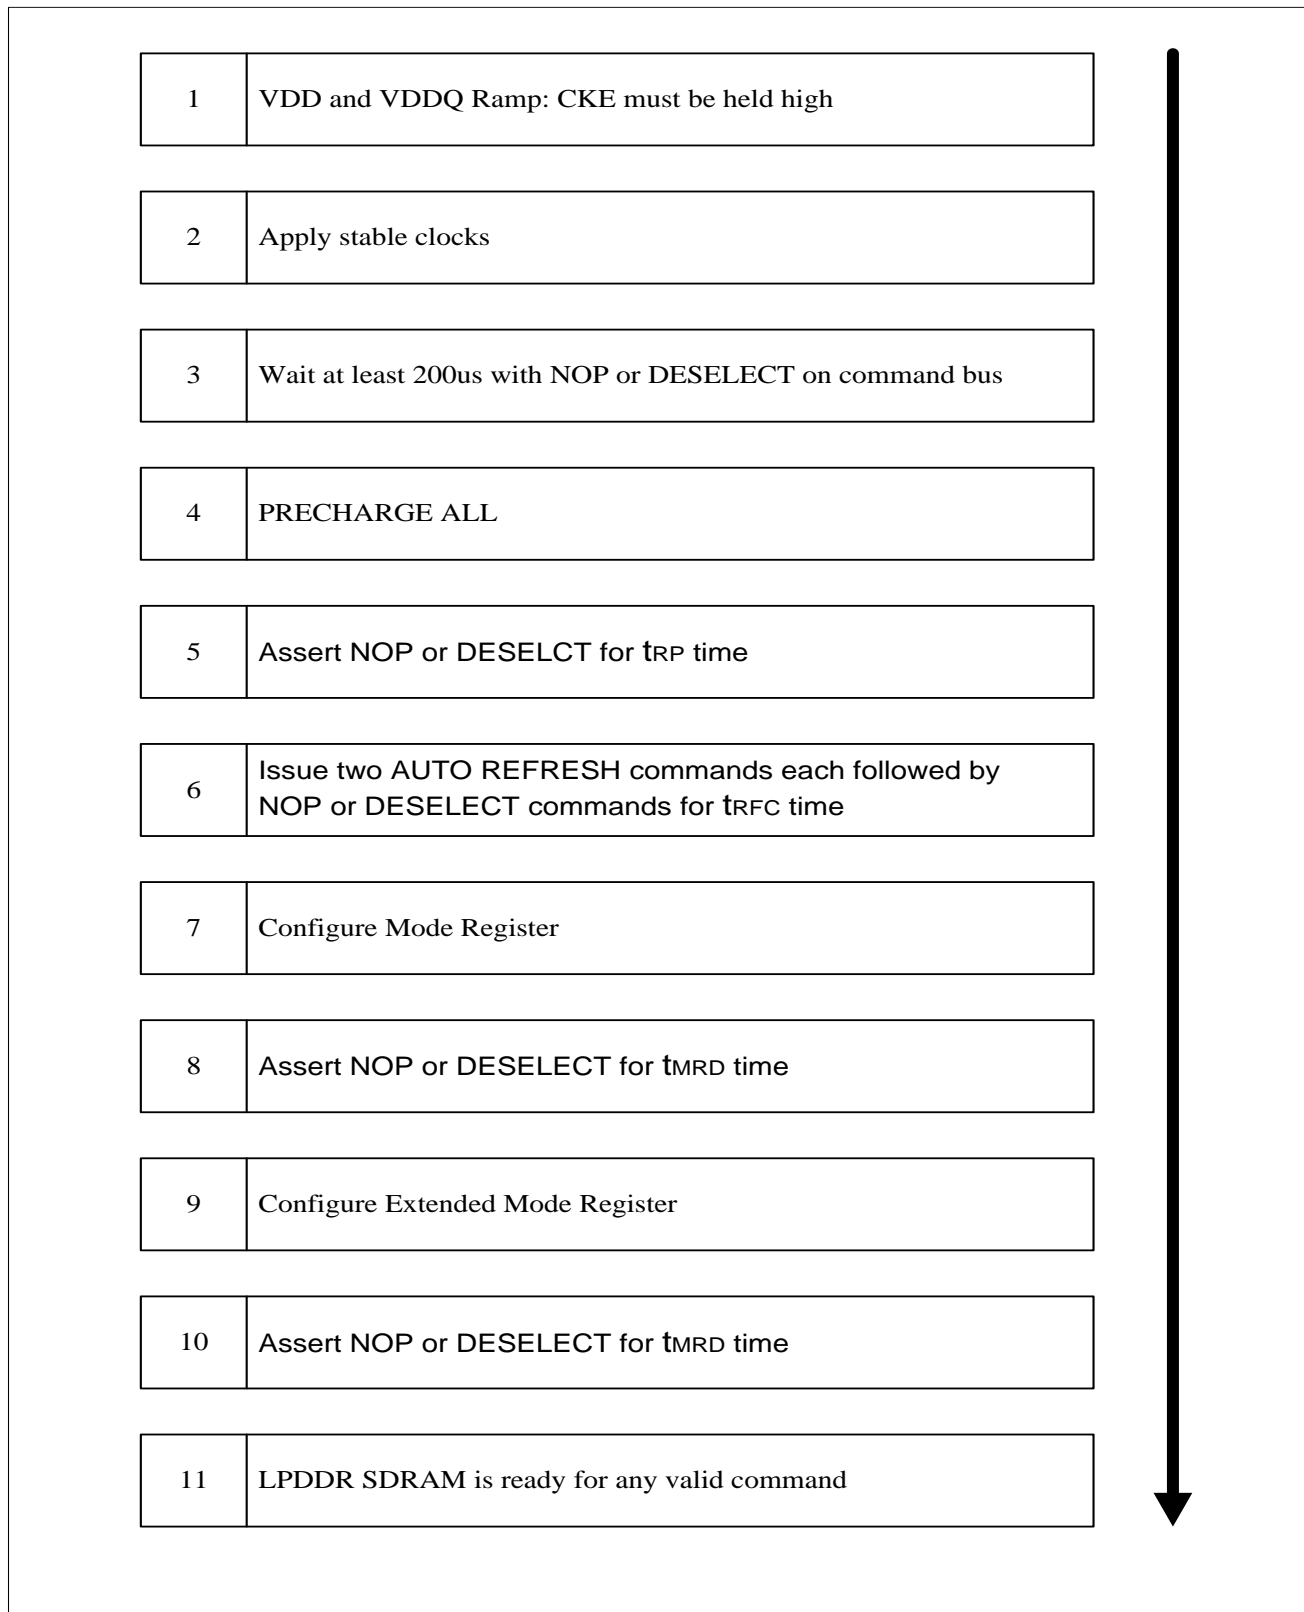 1 VDD and VDDQ Ramp: CKE must be held high
2 Apply stable clocks
3 Wait at least 200us with NOP or DESELECT on command bus
4 PRECHARGE ALL
5 Assert NOP or DESELCT for tRP time
6 Issue two AUTO REFRESH commands each followed by
NOP or DESELECT commands for tRFC time
7 Configure Mode Register
8 Assert NOP or DESELECT for tMRD time
9 Configure Extended Mode Register
10 Assert NOP or DESELECT for tMRD time
11 LPDDR SDRAM is ready for any valid command